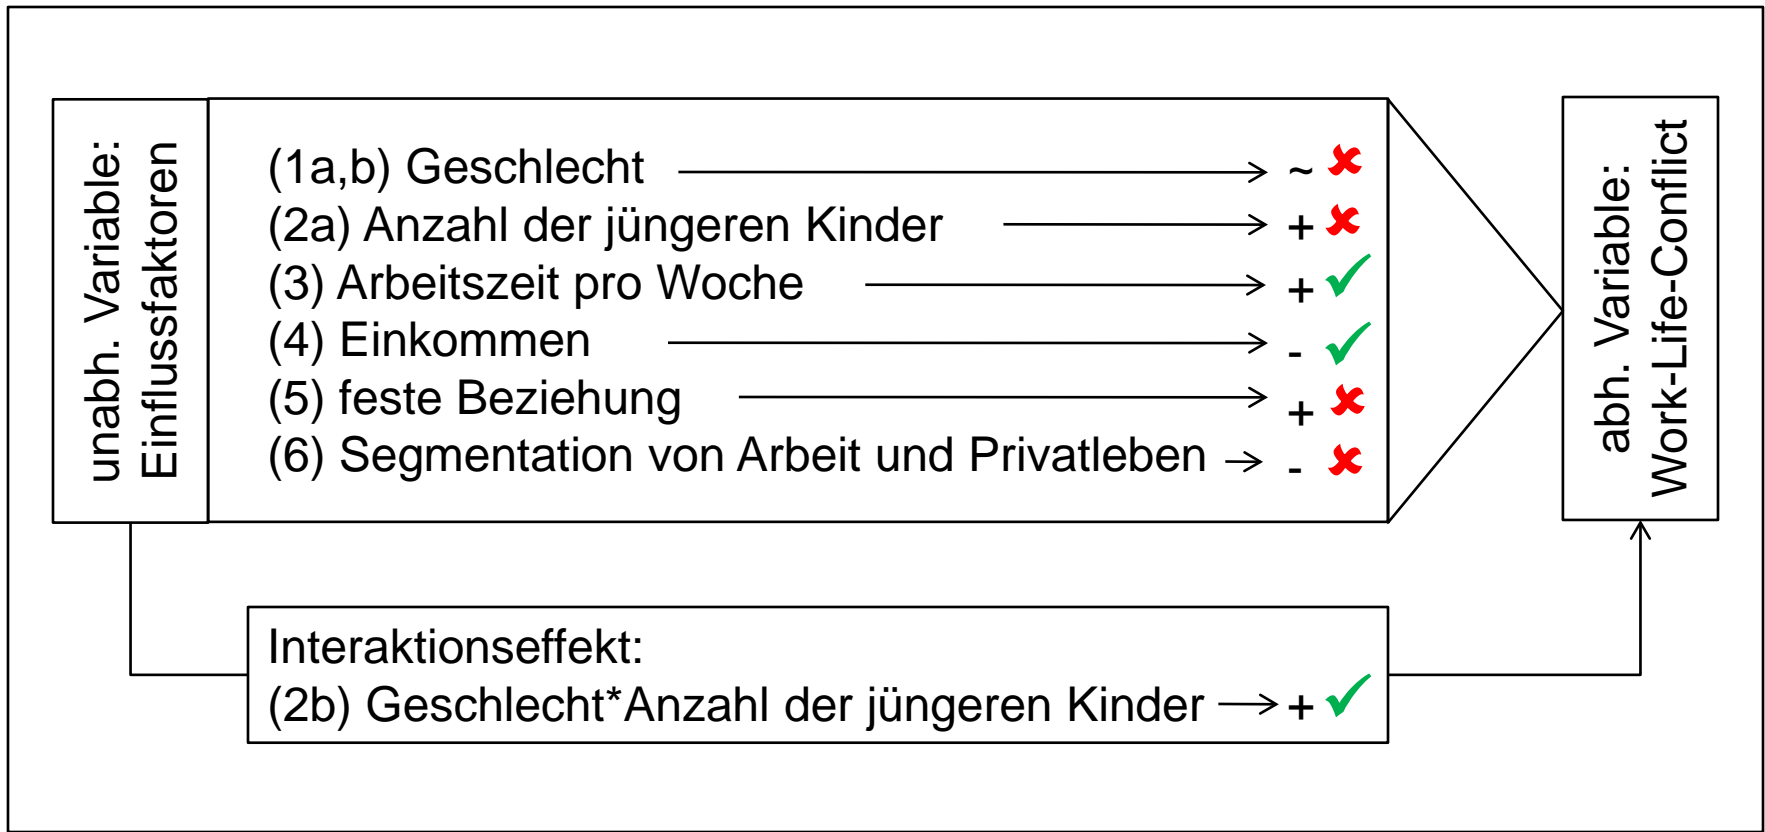 unabh. Variable:
Einflussfaktoren
(1a,b) Geschlecht ~ ✘
(2a) Anzahl der jüngeren Kinder + ✘
(3) Arbeitszeit pro Woche + ✓
(4) Einkommen - ✓
(5) feste Beziehung + ✘
(6) Segmentation von Arbeit und Privatleben - ✘
abh. Variable:
Work-Life-Conflict
Interaktionseffekt:
(2b) Geschlecht*Anzahl der jüngeren Kinder + ✓